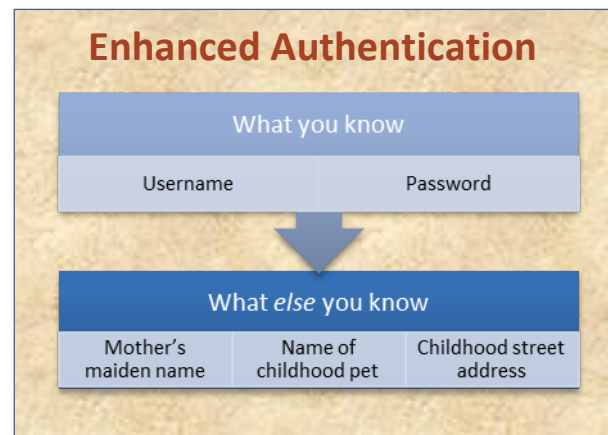 Enhanced Authentication
What you know
Username
Password
What else you know
Mother's
maiden name
Name of
childhood pet
Childhood street
address